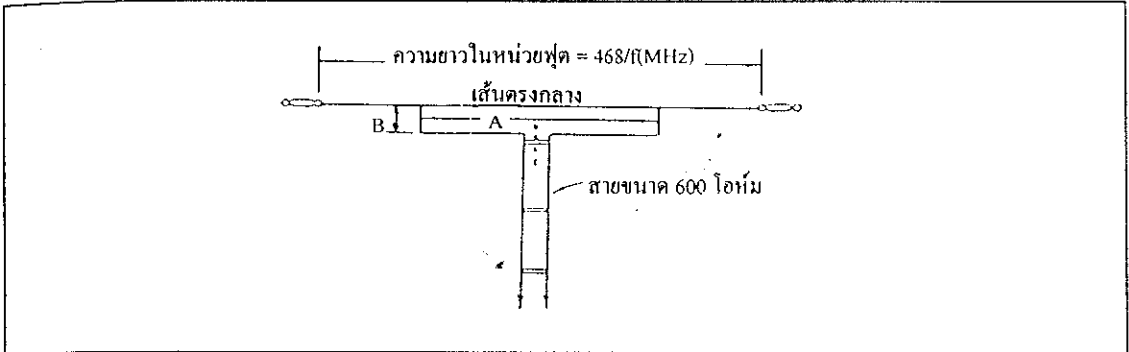 ความยาวในหน่วยฟุต = 468/f(MHz)
เส้นตรงกลาง
B
A
สายขนาด 600 โอห์ม